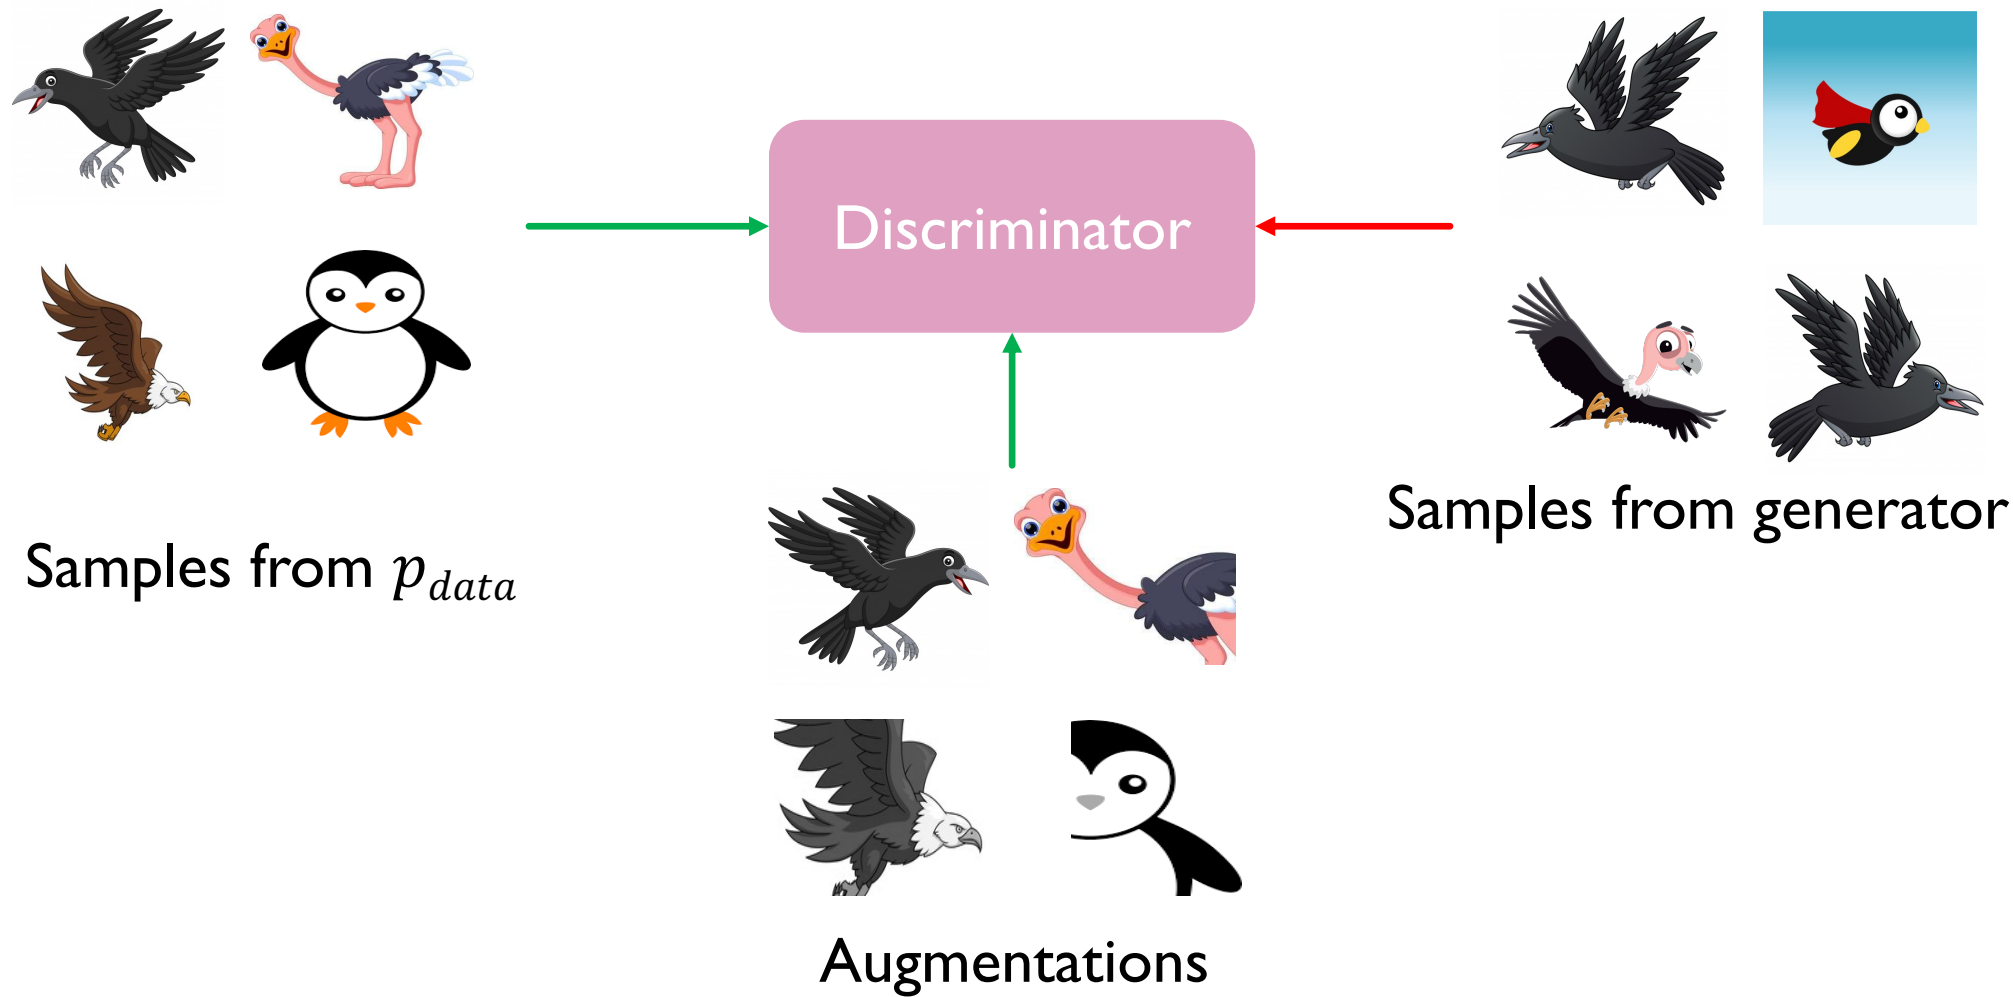 Discriminator
Samples from generator
Samples from p_data
Augmentations